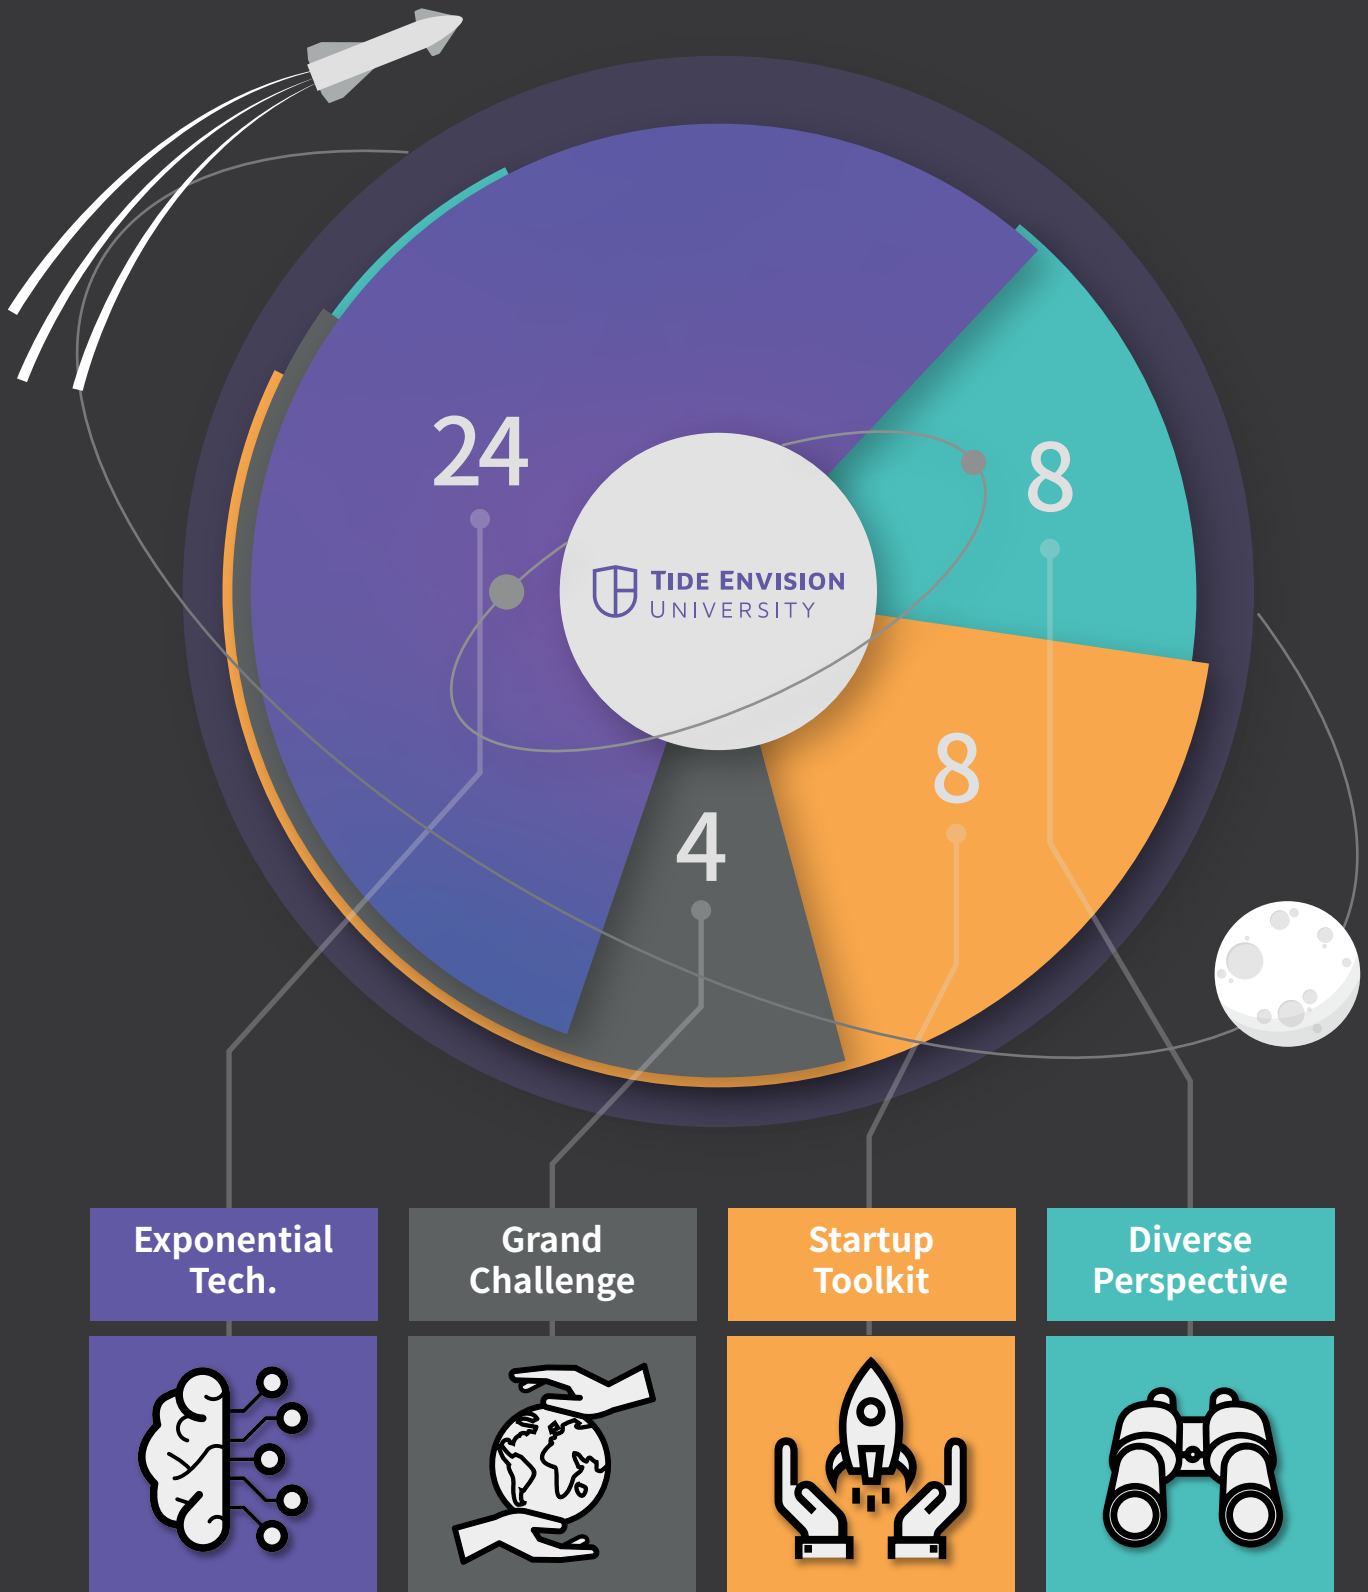 24
8
TIDE ENVISION
UNIVERSITY
8
4
Exponential
Tech.
Grand
Challenge
Startup
Toolkit
Diverse
Perspective